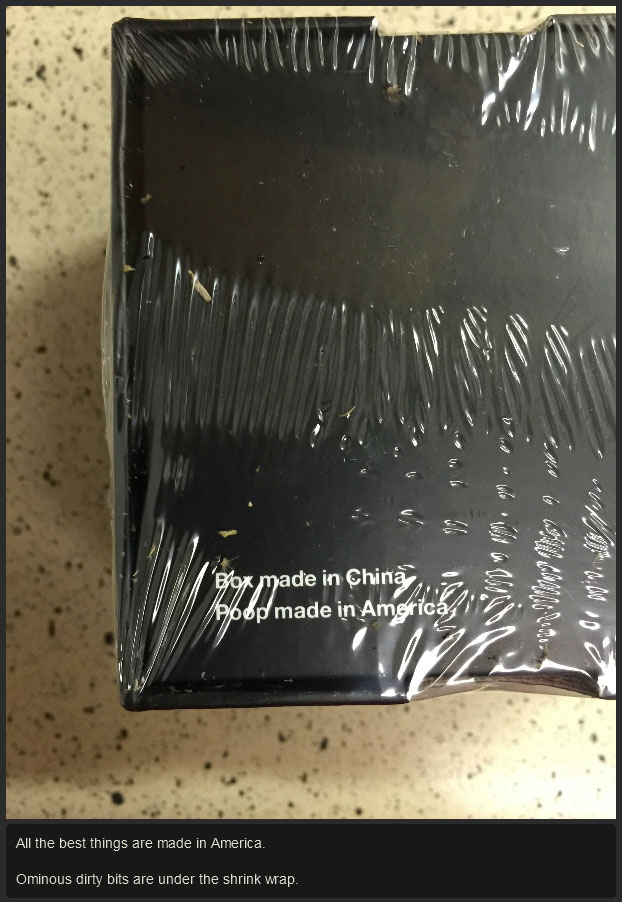 Box made in China
Poop made in America
All the best things are made in America.
Ominous dirty bits are under the shrink wrap.